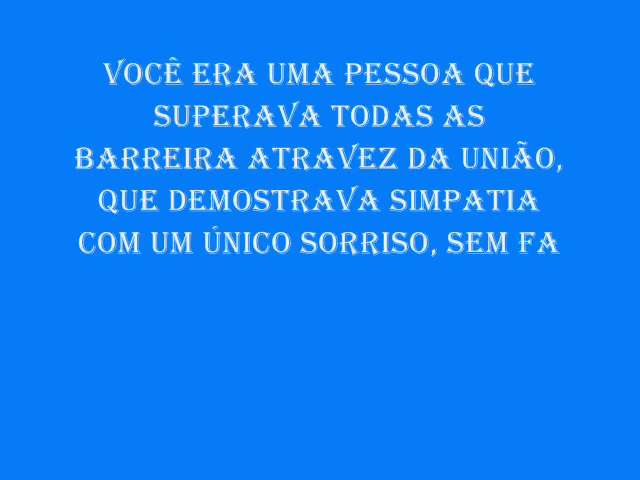 VOCÊ ERA UMA PESSOA QUE
SUPERAVA TODAS AS
BARREIRA ATRAVEZ DA UNIÃO,
QUE DEMOSTRAVA SIMPATIA
COM UM ÚNICO SORRISO, SEM FA